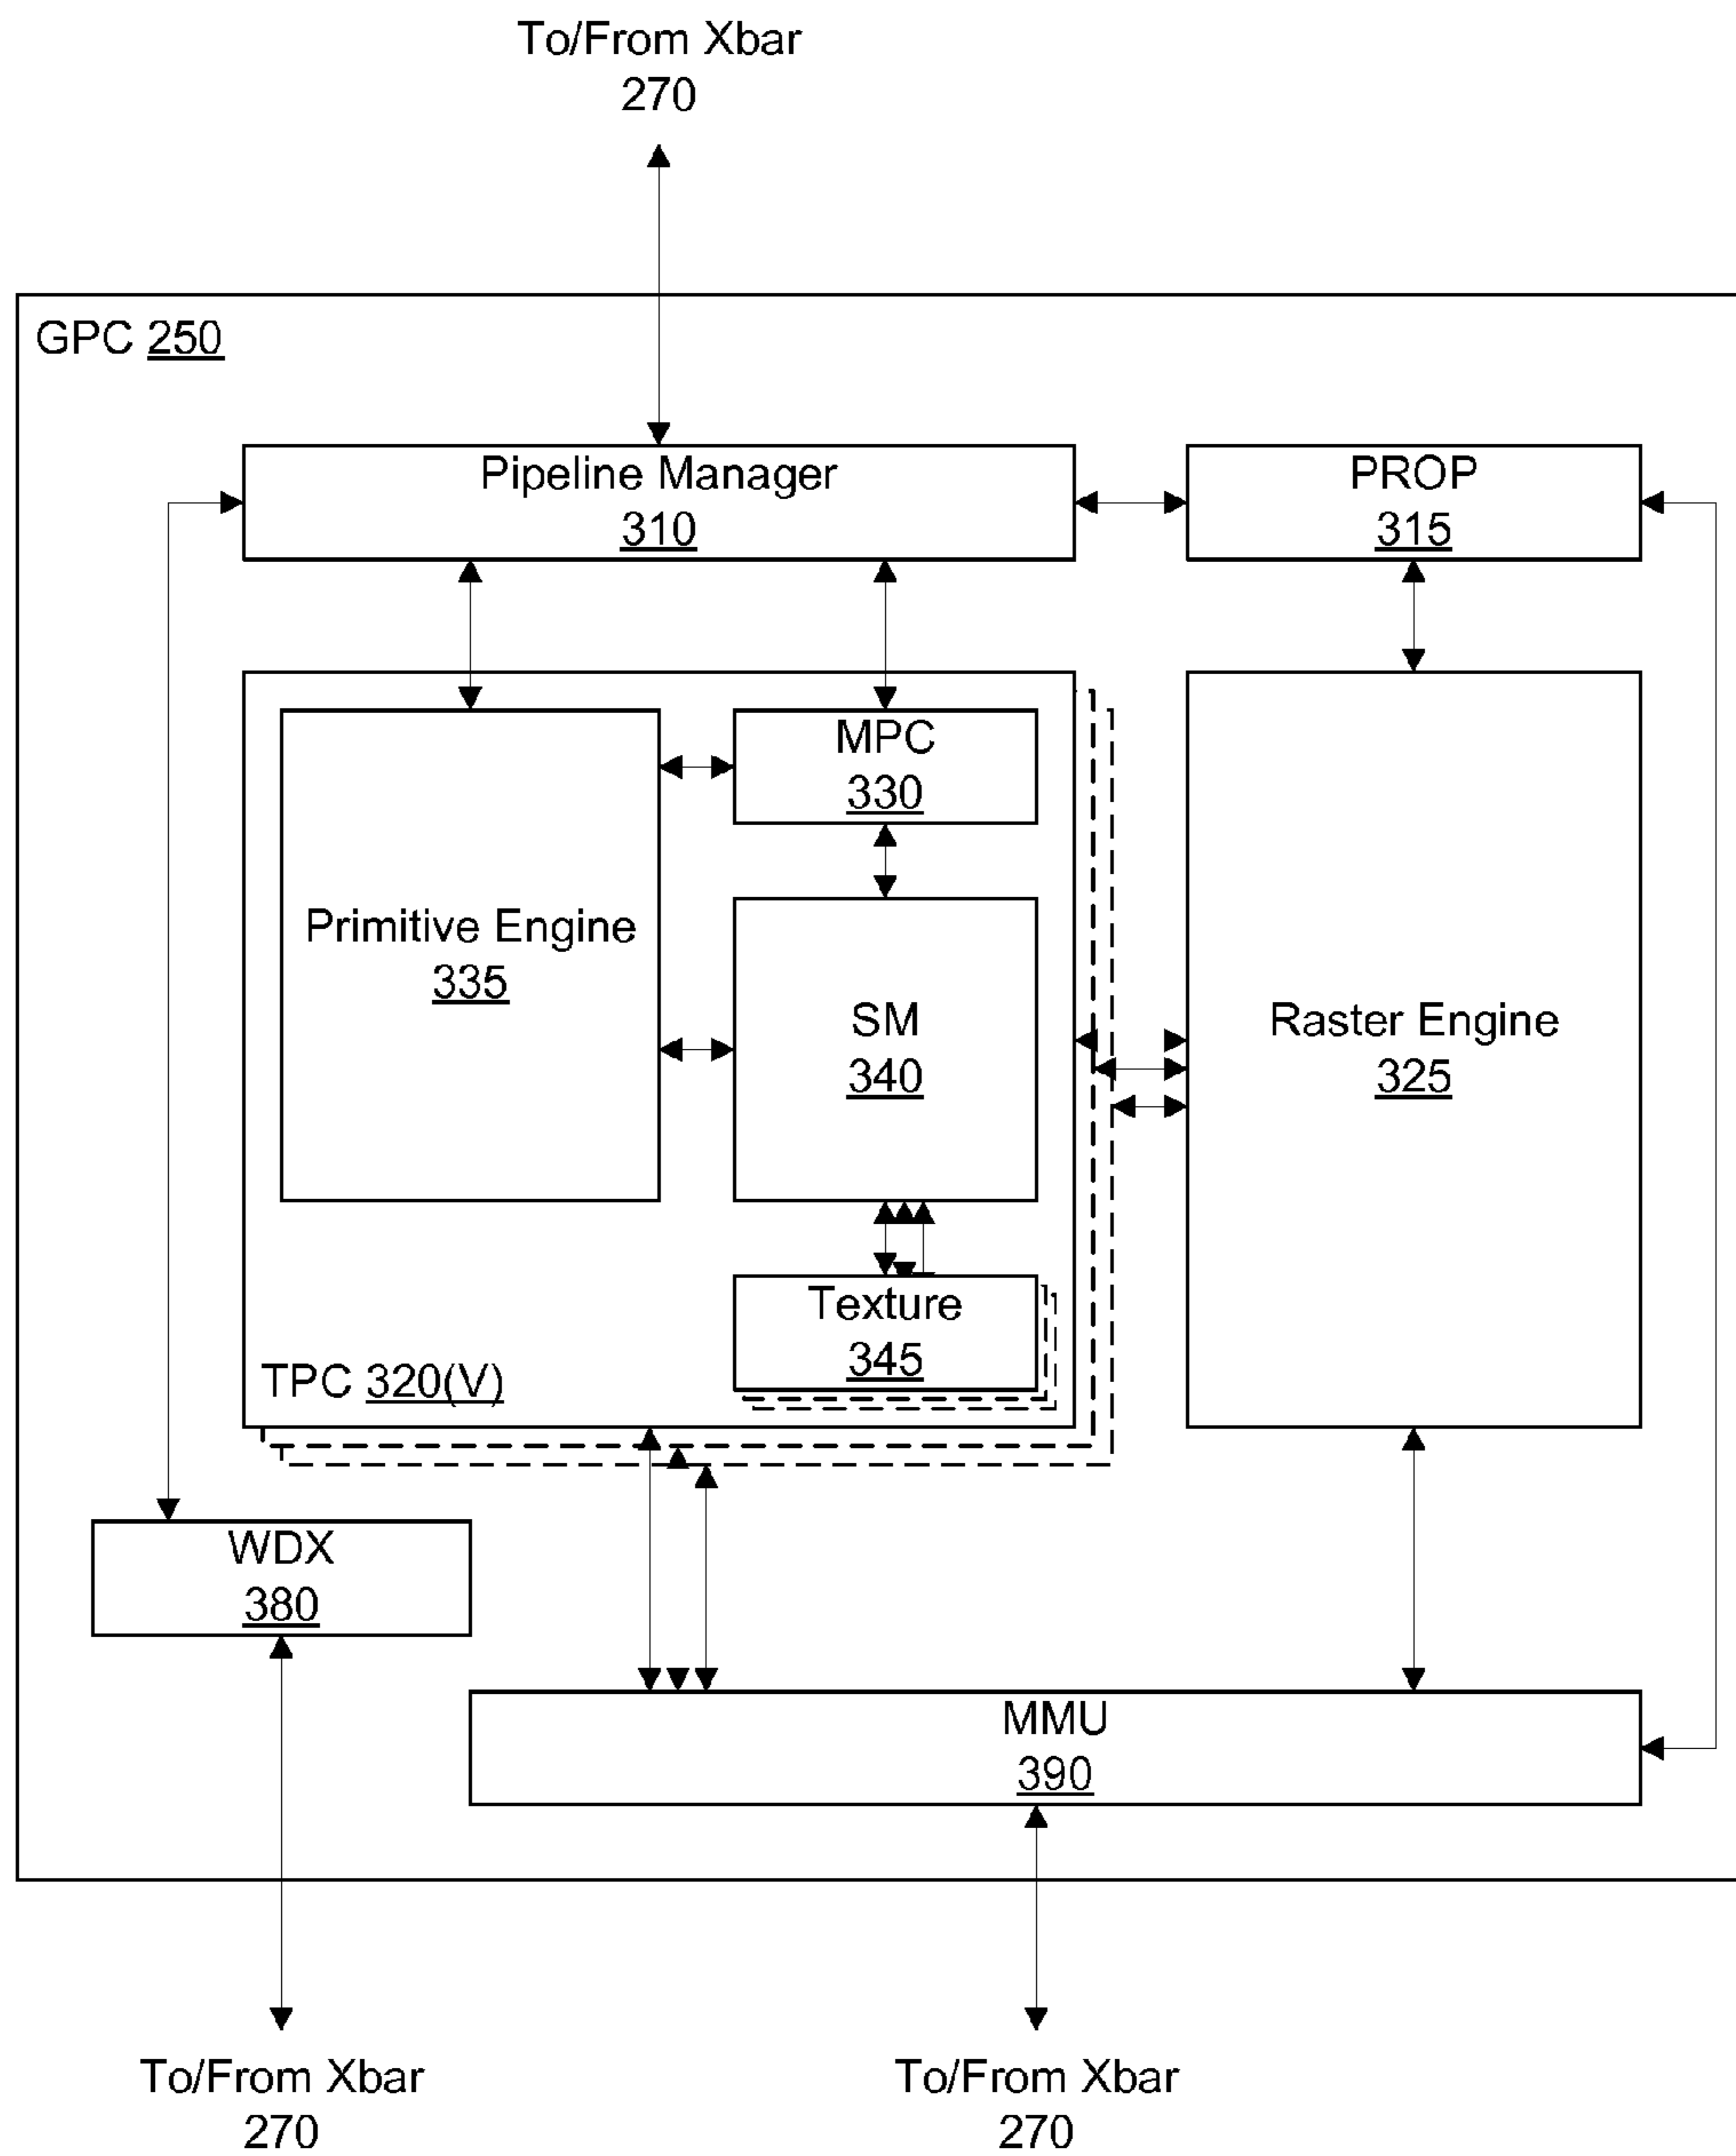 To/From Xbar
270
GPC 250
Pipeline Manager
310
PROP
315
MPC
330
Primitive Engine
335
SM
340
Raster Engine
325
Texture
345
TPC 320(V)
WDX
380
MMU
390
To/From Xbar
270
To/From Xbar
270